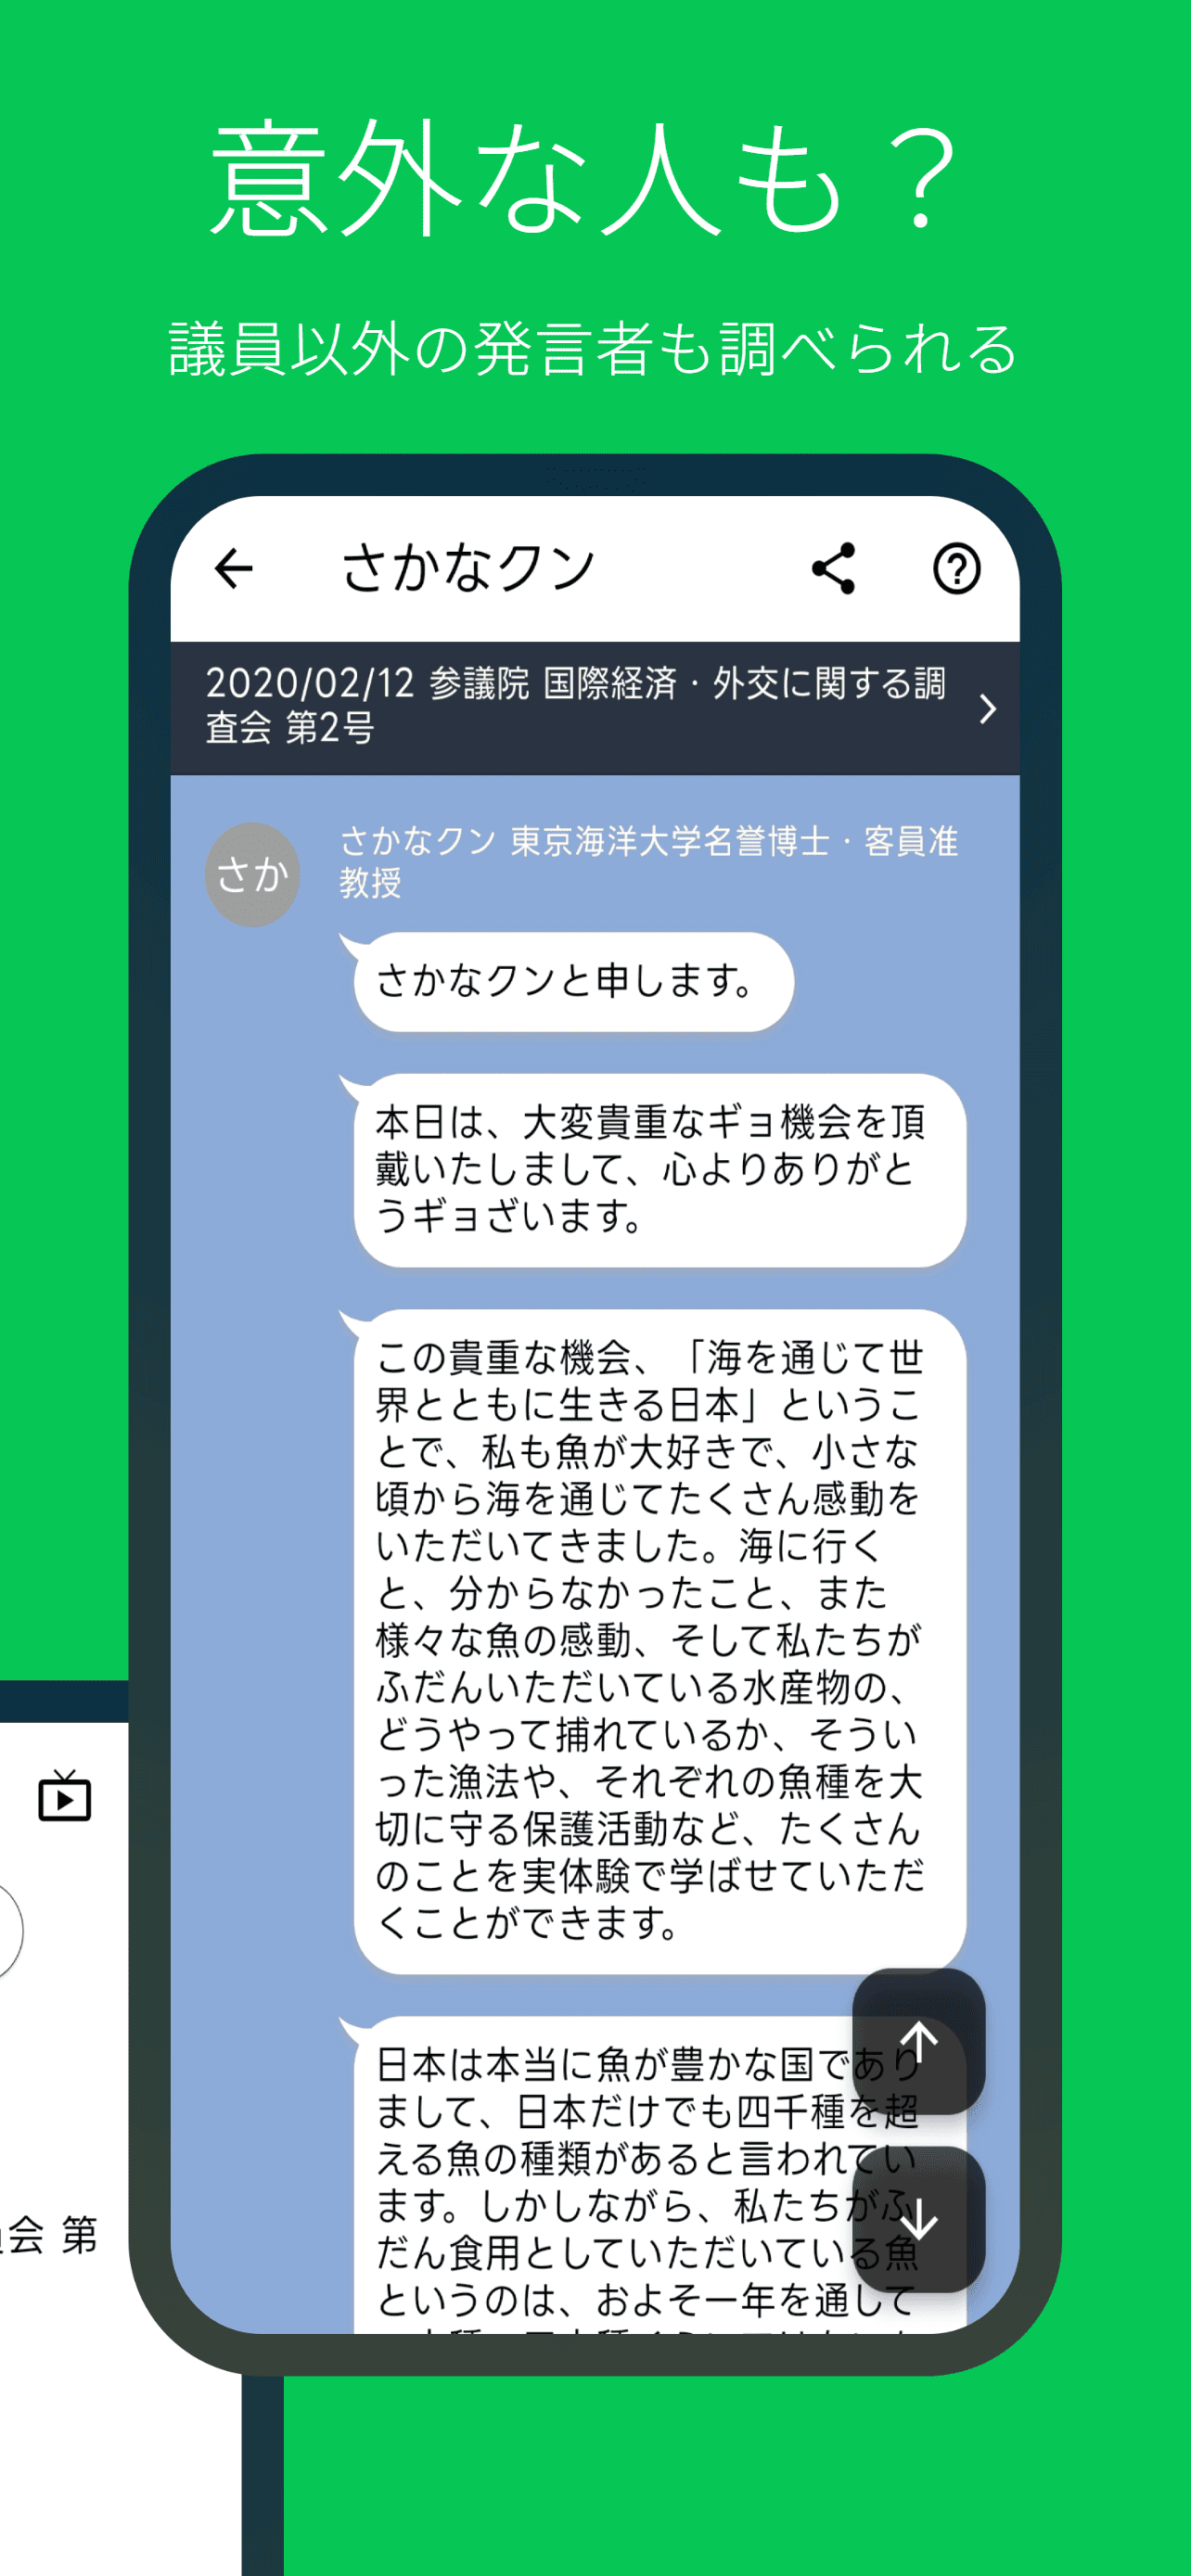 意外な人も？
議員以外の発言者も調べられる
さかなクン
2020/02/12 参議院 国際経済・外交に関する調
査会 第2号
さか
さかなクン 東京海洋大学名誉博士・客員准
教授
さかなクンと申します。
本日は、大変貴重なギョ機会を頂
戴いたしまして、心よりありがと
うギョざいます。
この貴重な機会、「海を通じて世
界とともに生きる日本」というこ
とで、私も魚が大好きで、小さな
頃から海を通じてたくさん感動を
いただいてきました。海に行く
と、分からなかったこと、また
様々な魚の感動、そして私たちが
ふだんいただいている水産物の、
どうやって捕れているか、そうい
った漁法や、それぞれの魚種を大
切に守る保護活動など、たくさん
のことを実体験で学ばせていただ
くことができます。
日本は本当に魚が豊かな国であり
まして、日本だけでも四千種を超
える魚の種類があると言われてい
ます。しかしながら、私たちがふ
だん食用としていただいている魚
というのは、およそ一年を通して
会 第